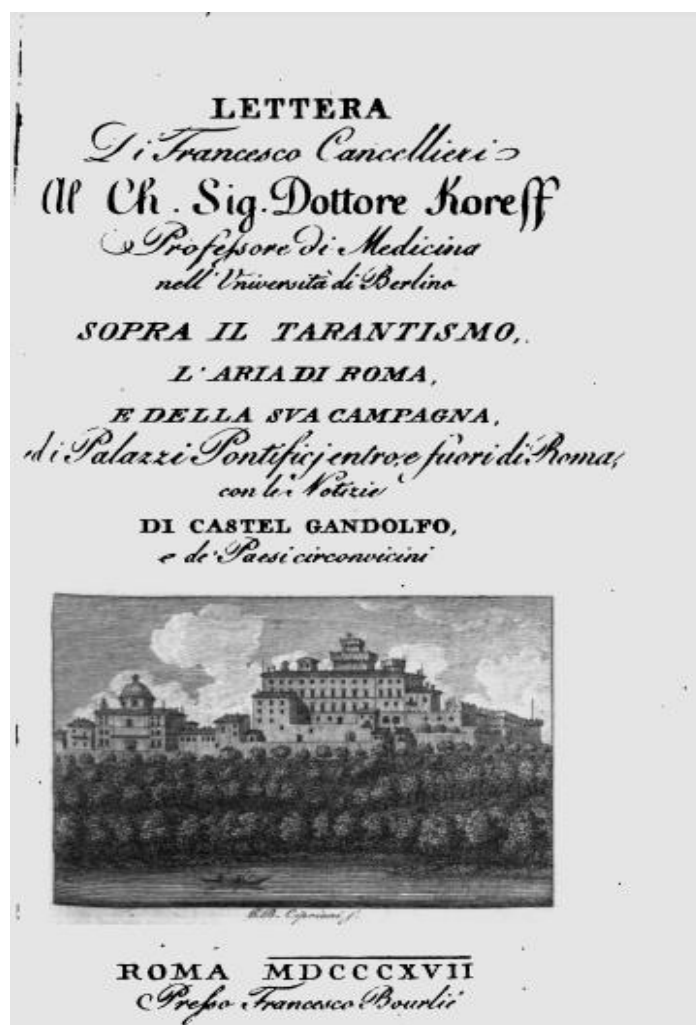 LETTERA
Di Francesco Cancellieri
Al Ch. Sig. Dottore Koreff
Professore di Medicina
nell' Università di Berlino
SOPRA IL TARANTISMO,
L'ARIA DI ROMA,
E DELLA SVA CAMPAGNA,
ed i Palazzi Pontificj entro, e fuori di Roma,
con le Notizie
DI CASTEL GANDOLFO,
e de' Paesi circonvicini
Cipriani f.
ROMA MDCCCXVII
Presso Francesco Bourliè